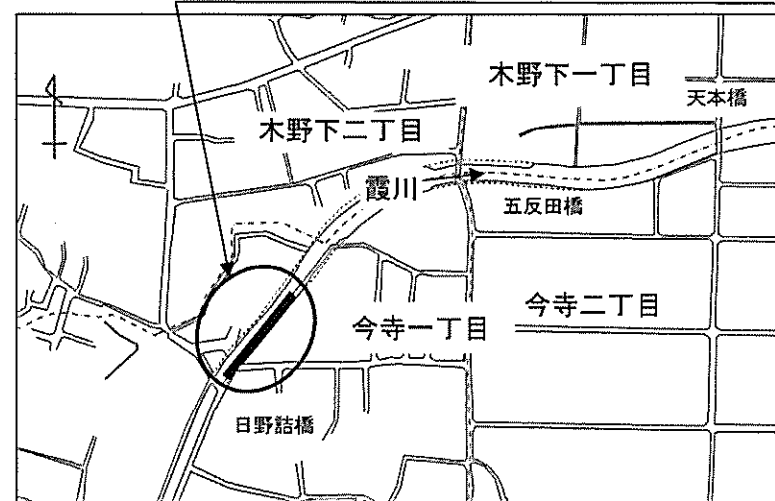 木野下一丁目
天本橋
木野下二丁目
霞川
五反田橋
今寺二丁目
今寺一丁目
日野詰橋